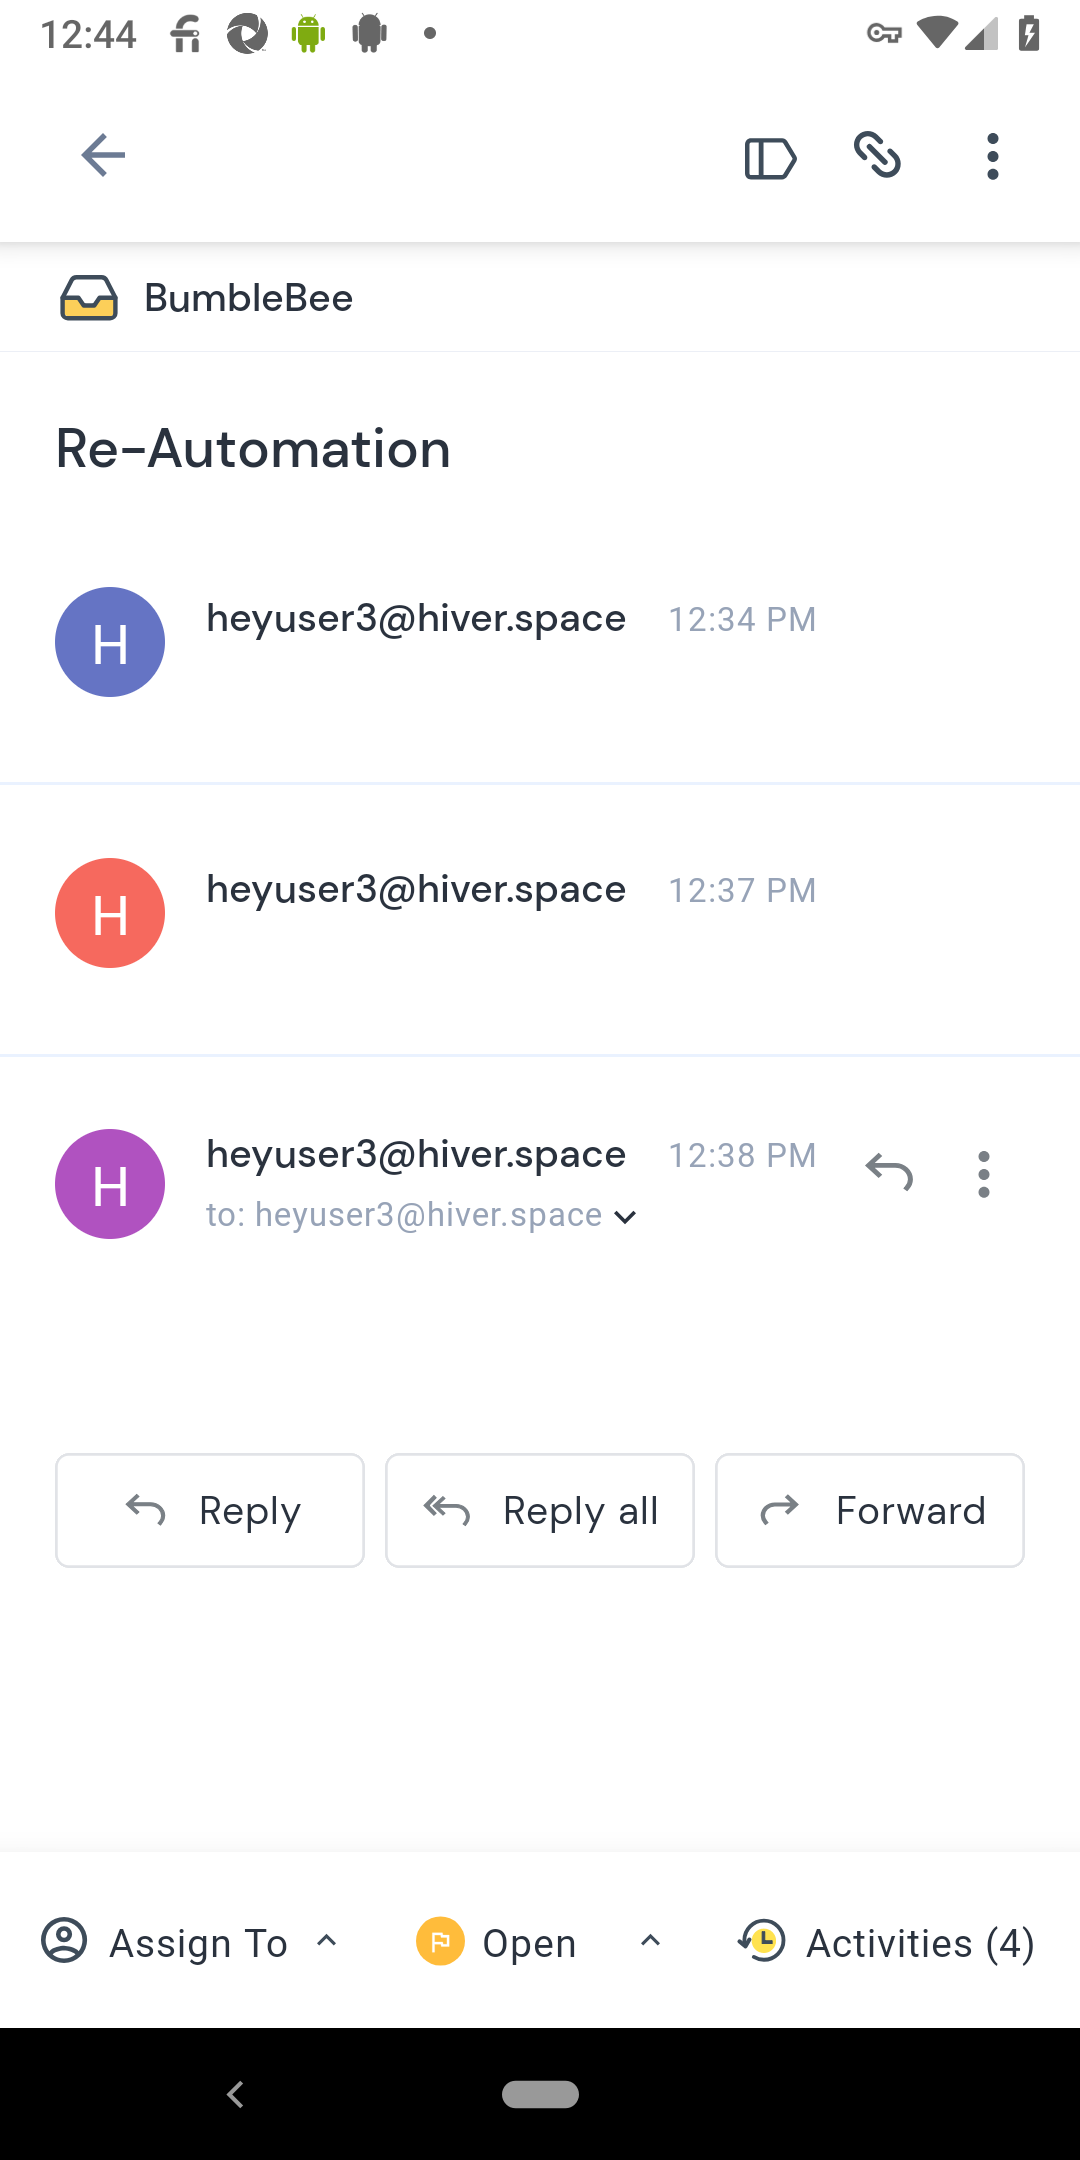 12:44
BumbleBee
Re-Automation
H heyuser3@hiver.space 12:34 PM
H heyuser3@hiver.space 12:37 PM
H heyuser3@hiver.space 12:38 PM
to: heyuser3@hiver.space
Reply Reply all Forward
Assign To Open Activities (4)